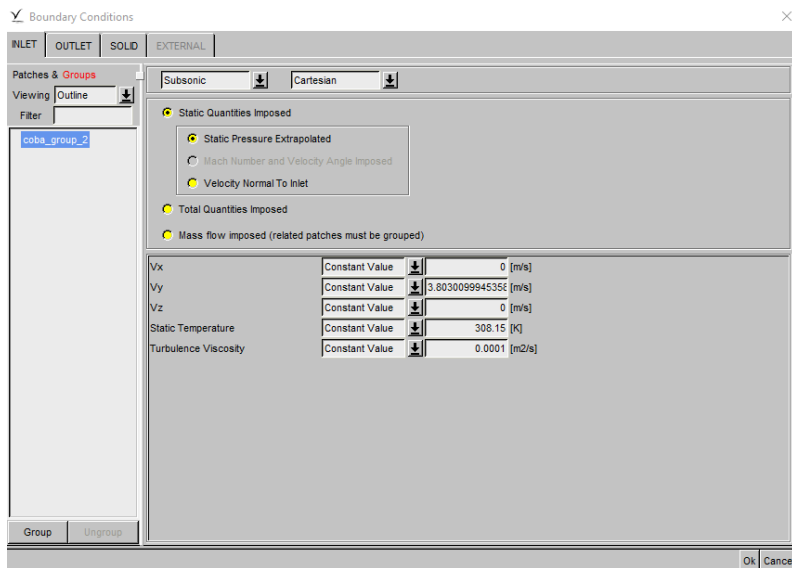 Boundary Conditions
INLET OUTLET SOLID EXTERNAL
Patches & Groups
Viewing Outline
Filter
coba_group_2
Group Ungroup
Subsonic Cartesian
Static Quantities Imposed
Static Pressure Extrapolated
Mach Number and Velocity Angle Imposed
Velocity Normal To Inlet
Total Quantities Imposed
Mass flow imposed (related patches must be grouped)
Vx Constant Value 0 [m/s]
Vy Constant Value 3.8030099945358 [m/s]
Vz Constant Value 0 [m/s]
Static Temperature Constant Value 308.15 [K]
Turbulence Viscosity Constant Value 0.0001 [m2/s]
Ok Cance